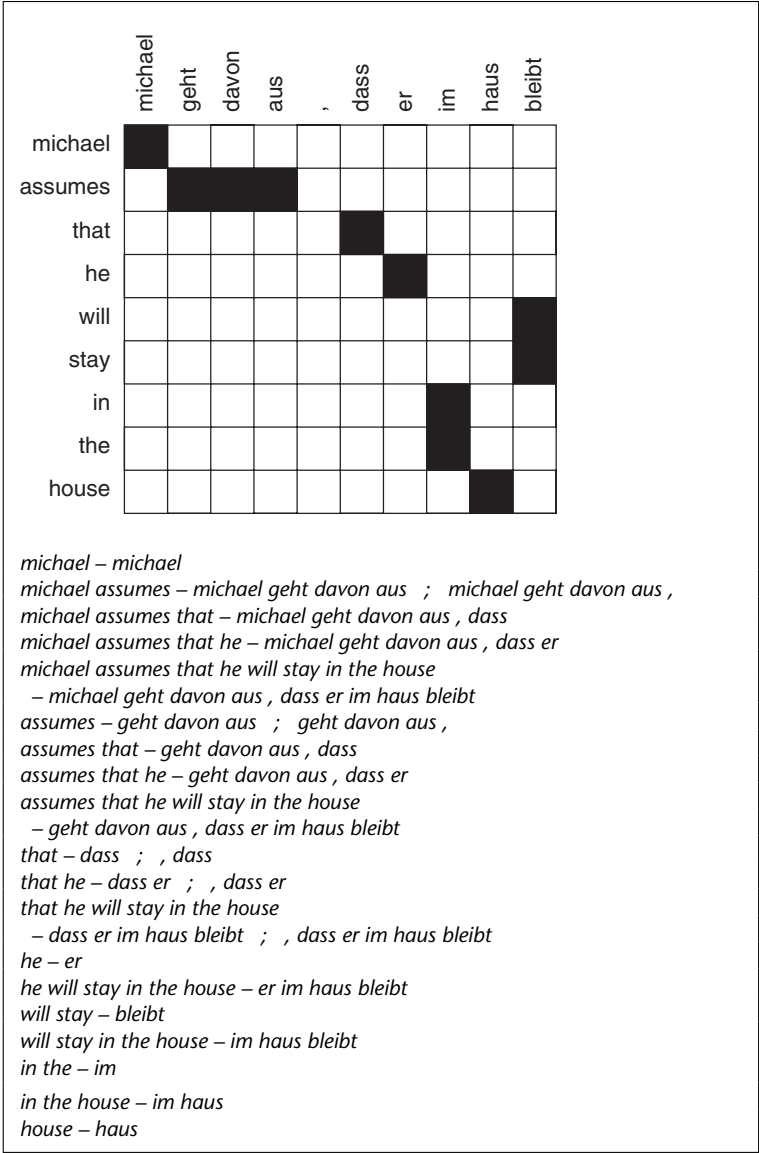 michael geht davon aus , dass er im haus bleibt
michael
assumes
that
he
will
stay
in
the
house
michael – michael
michael assumes – michael geht davon aus ; michael geht davon aus ,
michael assumes that – michael geht davon aus , dass
michael assumes that he – michael geht davon aus , dass er
michael assumes that he will stay in the house
– michael geht davon aus , dass er im haus bleibt
assumes – geht davon aus ; geht davon aus ,
assumes that – geht davon aus , dass
assumes that he – geht davon aus , dass er
assumes that he will stay in the house
– geht davon aus , dass er im haus bleibt
that – dass ; , dass
that he – dass er ; , dass er
that he will stay in the house
– dass er im haus bleibt ; , dass er im haus bleibt
he – er
he will stay in the house – er im haus bleibt
will stay – bleibt
will stay in the house – im haus bleibt
in the – im
in the house – im haus
house – haus